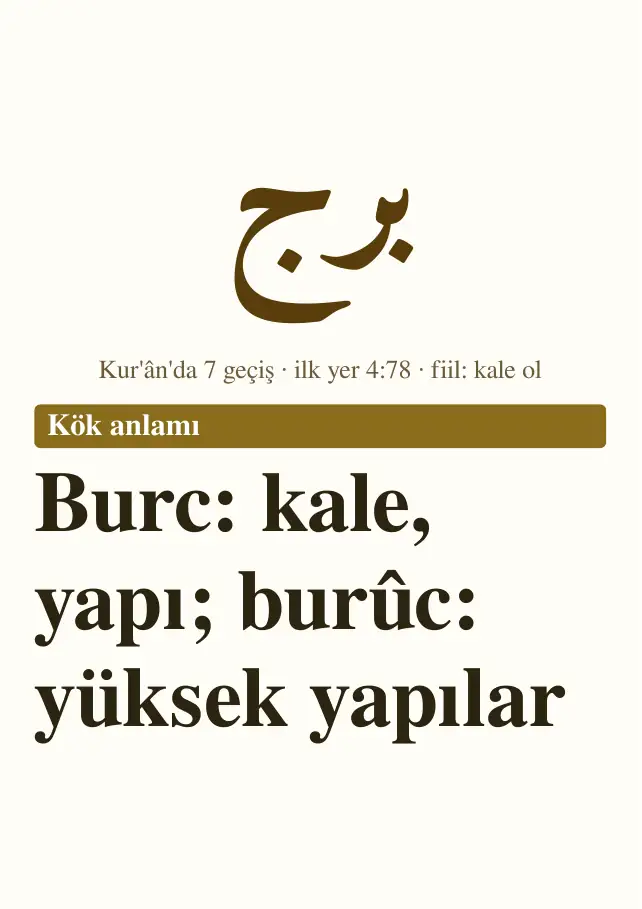 برج
Kur'ân'da 7 geçiş · ilk yer 4:78 · fiil: kale ol
Kök anlamı
Burc: kale,
yapı; burûc:
yüksek yapılar